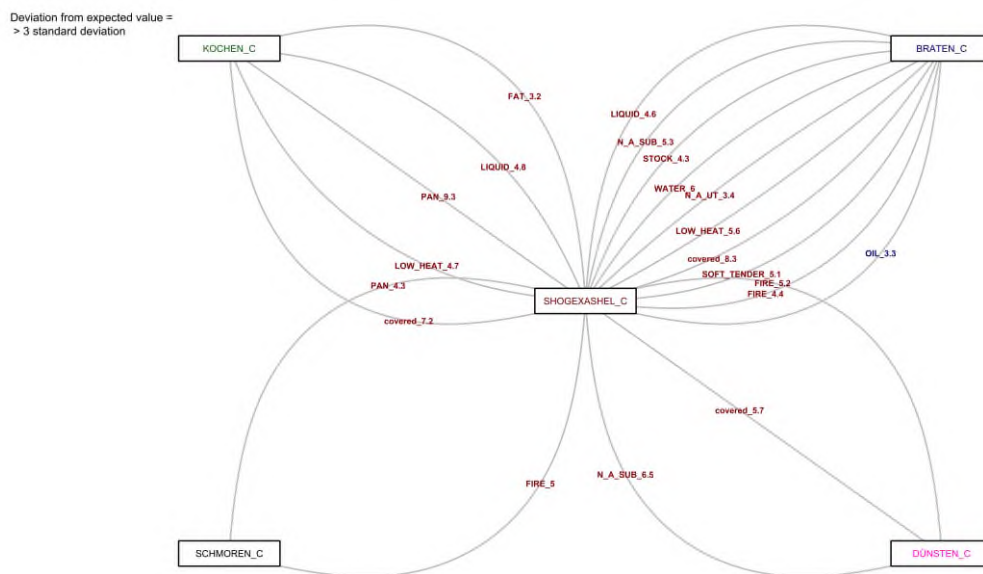 Deviation from expected value =
> 3 standard deviation
KOCHEN_C
BRATEN_C
FAT_3.2
LIQUID_4.6
N_A_SUB_5.3
STOCK_4.3
LIQUID_4.8
WATER_6
N_A_UT_3.4
PAN_9.3
LOW_HEAT_5.6
OIL_3.3
covered_8.3
LOW_HEAT_4.7
SOFT_TENDER_5.1
PAN_4.3
FIRE_5.2
FIRE_4.4
SHOGEXASHEL_C
covered_7.2
covered_5.7
N_A_SUB_6.5
FIRE_5
SCHMOREN_C
DÜNSTEN_C